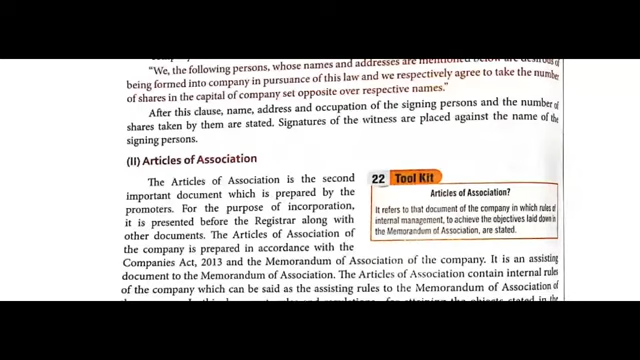 "We, the following persons, whose names and addresses are mentioned below are desirous of
being formed into company in pursuance of this law and we respectively agree to take the number
of shares in the capital of company set opposite over respective names."
After this clause, name, address and occupation of the signing persons and the number of
shares taken by them are stated. Signatures of the witness are placed against the name of the
signing persons.
(II) Articles of Association
The Articles of Association is the second
important document which is prepared by the
promoters. For the purpose of incorporation,
it is presented before the Registrar along with
other documents. The Articles of Association of
the company is prepared in accordance with the
22 Tool Kit
Articles of Association?
It refers to that document of the company in which rules of
internal management, to achieve the objectives laid down in
the Memorandum of Association, are stated.
Companies Act, 2013 and the Memorandum of Association of the company. It is an assisting
document to the Memorandum of Association. The Articles of Association contain internal rules
of the company which can be said as the assisting rules to the Memorandum of Association of
for attaining the objects stated in the